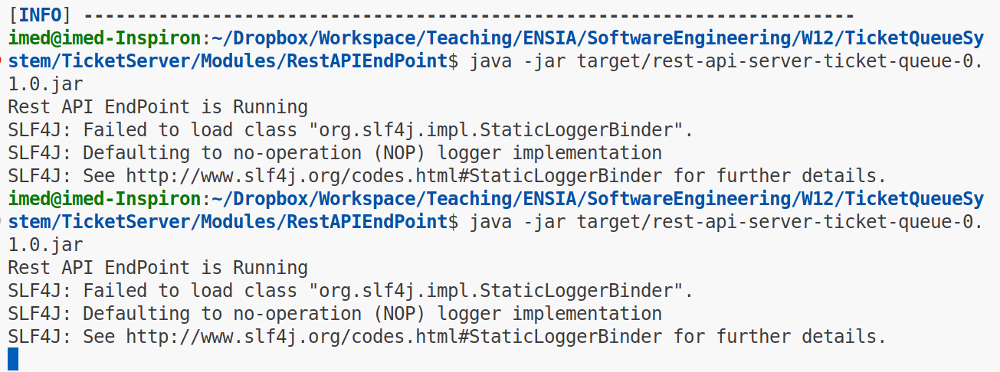 [INFO] ------------------------------------------------------------------------
imed@imed-Inspiron:~/Dropbox/Workspace/Teaching/ENSIA/SoftwareEngineering/W12/TicketQueueSy
stem/TicketServer/Modules/RestAPIEndPoint$ java -jar target/rest-api-server-ticket-queue-0.
1.0.jar
Rest API EndPoint is Running
SLF4J: Failed to load class "org.slf4j.impl.StaticLoggerBinder".
SLF4J: Defaulting to no-operation (NOP) logger implementation
SLF4J: See http://www.slf4j.org/codes.html#StaticLoggerBinder for further details.
imed@imed-Inspiron:~/Dropbox/Workspace/Teaching/ENSIA/SoftwareEngineering/W12/TicketQueueSy
stem/TicketServer/Modules/RestAPIEndPoint$ java -jar target/rest-api-server-ticket-queue-0.
1.0.jar
Rest API EndPoint is Running
SLF4J: Failed to load class "org.slf4j.impl.StaticLoggerBinder".
SLF4J: Defaulting to no-operation (NOP) logger implementation
SLF4J: See http://www.slf4j.org/codes.html#StaticLoggerBinder for further details.